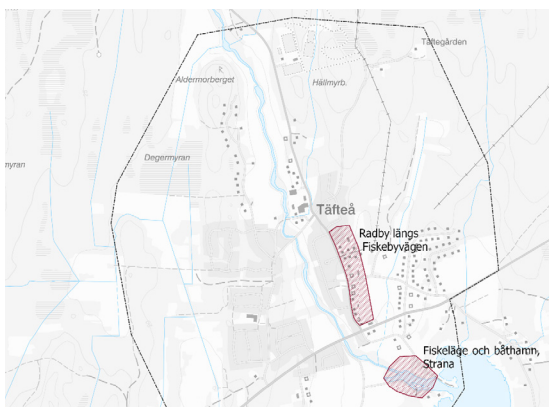 Täftegården
Aldermorberget
Hällmyrb.
Degermyran
myran
Täfteå
Radby längs
Fiskebyvägen
Fiskeläge och båthamn,
Strana